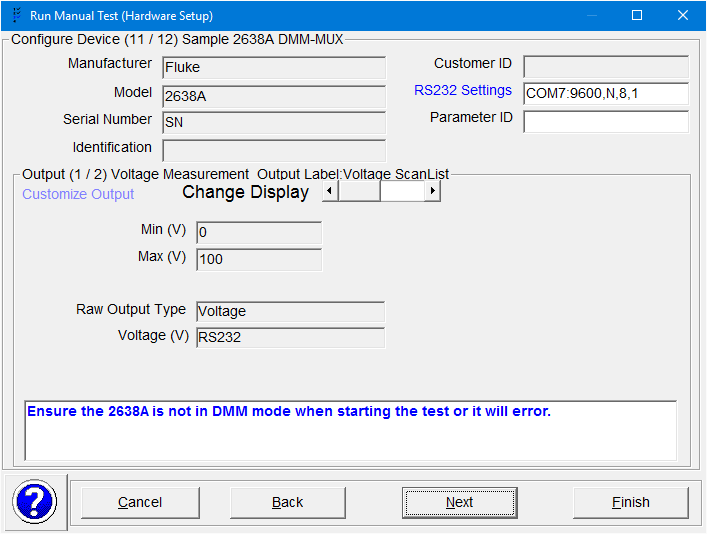 Run Manual Test (Hardware Setup)
Configure Device (11 / 12) Sample 2638A DMM-MUX
Manufacturer Fluke
Customer ID
Model 2638A
RS232 Settings COM7:9600,N,8,1
Serial Number SN
Parameter ID
Identification
Output (1 / 2) Voltage Measurement  Output Label:Voltage ScanList
Customize Output
Change Display
Min (V) 0
Max (V) 100
Raw Output Type Voltage
Voltage (V) RS232
Ensure the 2638A is not in DMM mode when starting the test or it will error.
?
Cancel Back Next Finish